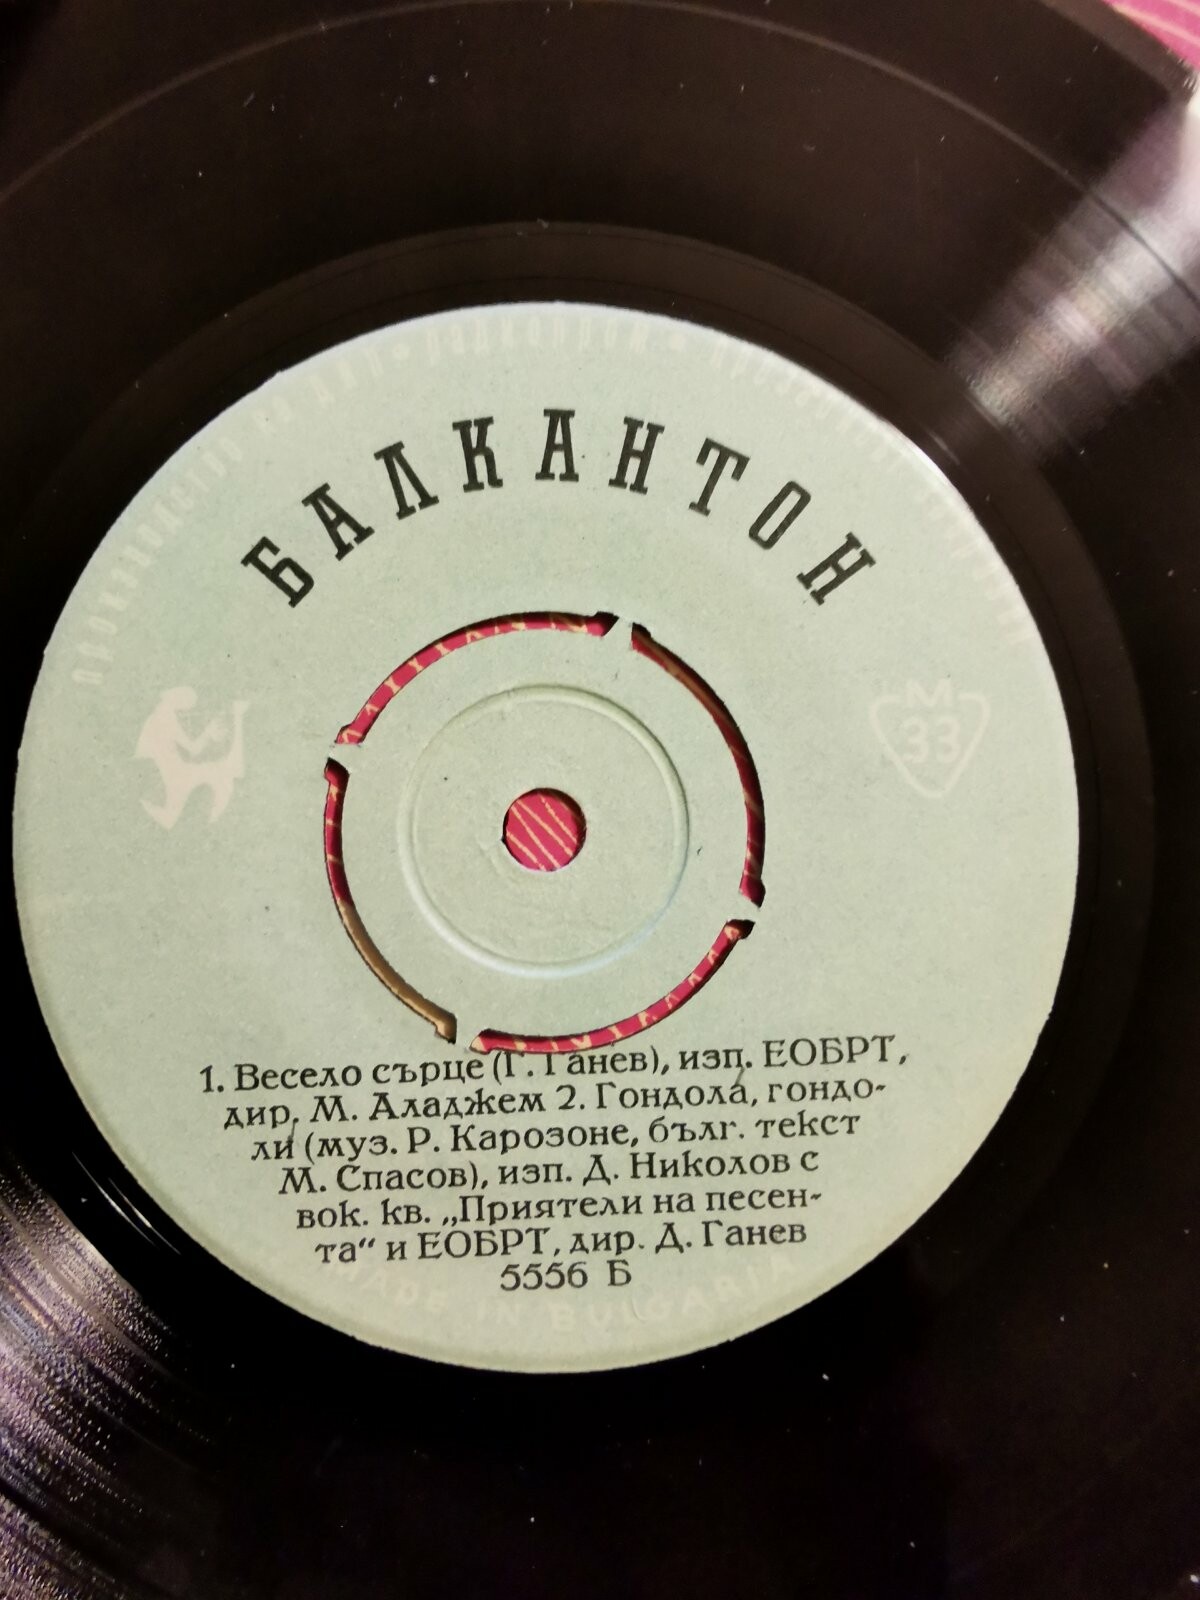 БАЛКАНТОН
М
33
1. Весело сърце (Г. Ганев), изп. ЕОБРТ,
дир. М. Аладжем 2. Гондола, гондо-
ли (муз. Р. Карозоне, бълг. текст
М. Спасов), изп. Д. Николов с
вок. кв. „Приятели на песен-
та“ и ЕОБРТ, дир. Д. Ганев
5556 Б
MADE IN BULGARIA